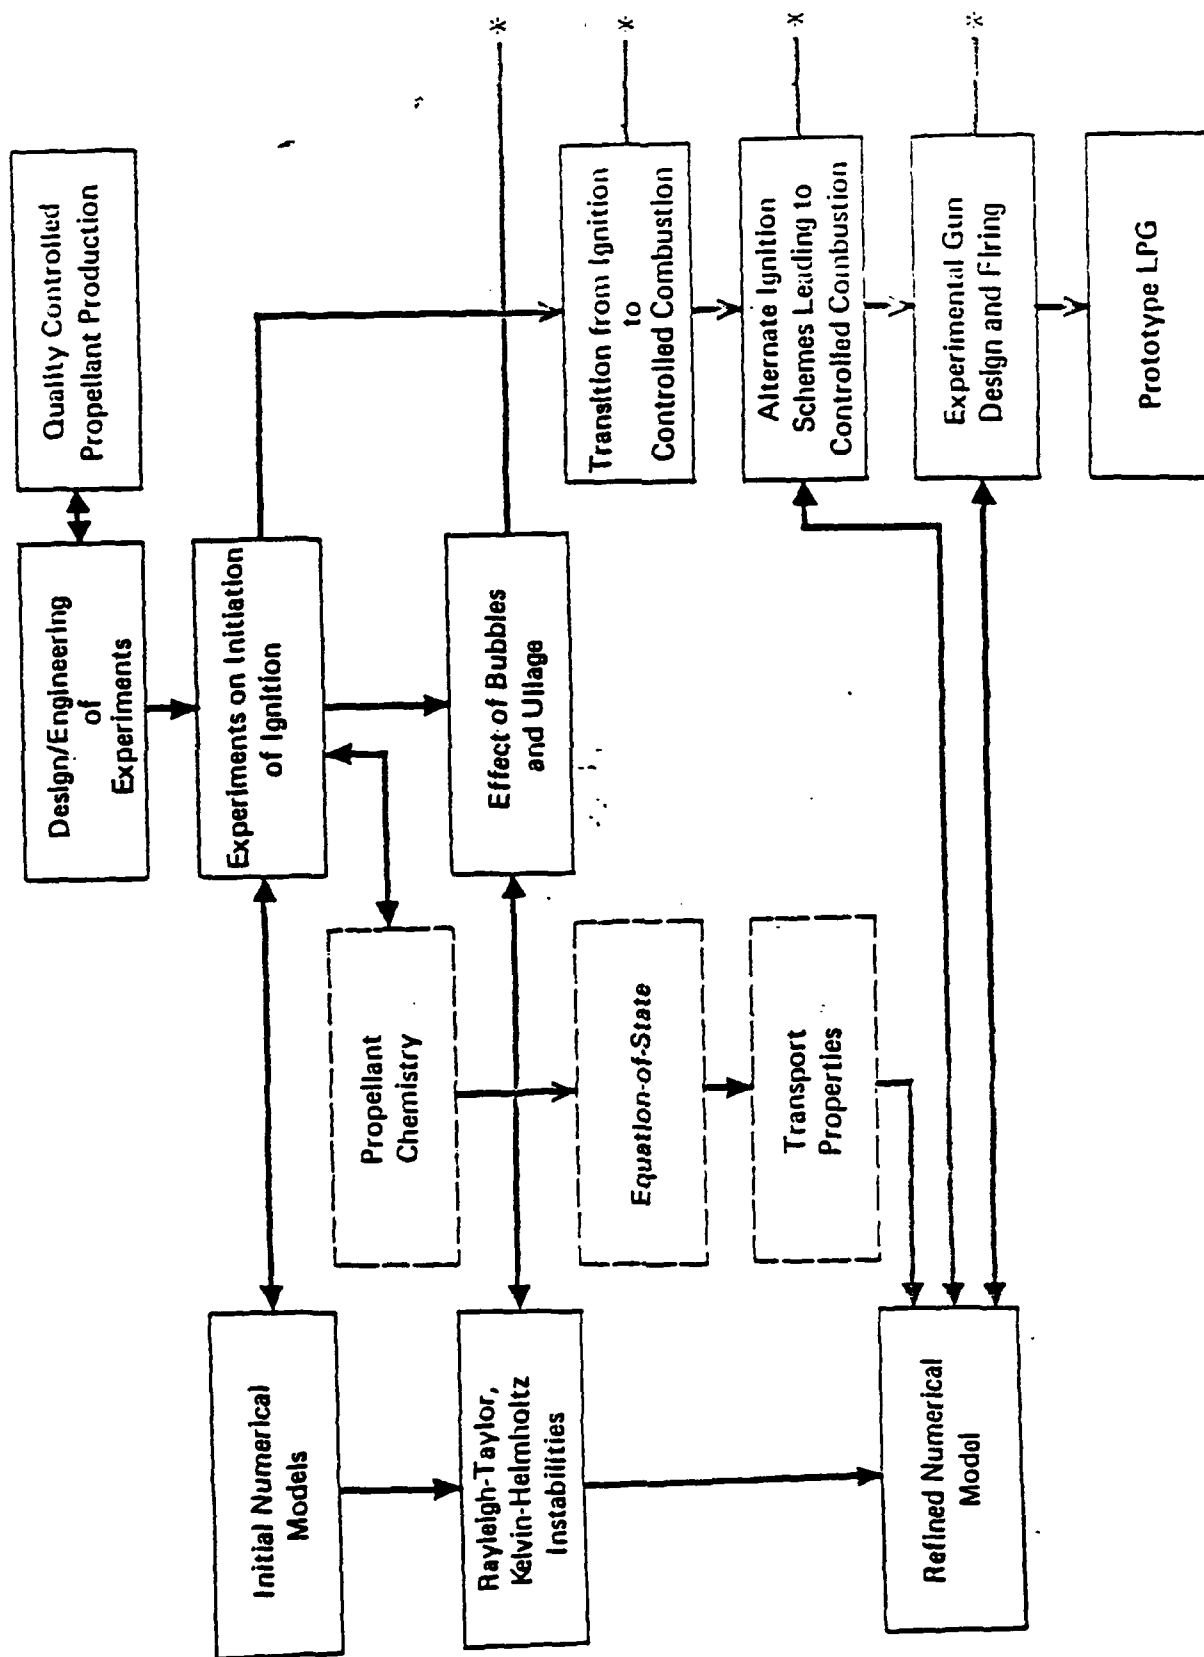 Quality Controlled
Propellant Production
Design/Engineering
of
Experiments
Experiments on Initiation
of Ignition
Initial Numerical
Models
Propellant
Chemistry
Effect of Bubbles
and Ullage
*
Rayleigh-Taylor,
Kelvin-Helmholtz
Instabilities
Equation-of-State
Transition from Ignition
to
Controlled Combustion
*
Transport
Properties
Alternate Ignition
Schemes Leading to
Controlled Combustion
*
Refined Numerical
Model
Experimental Gun
Design and Firing
*
Prototype LPG